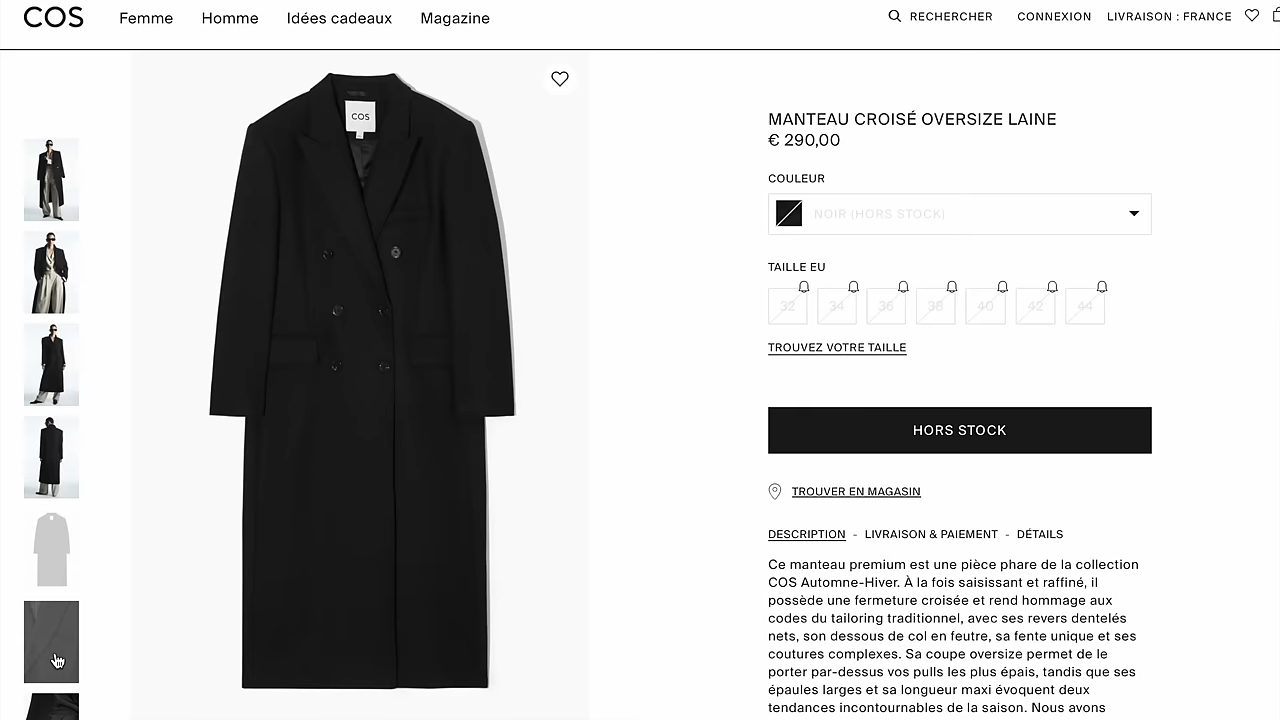 COS
Femme Homme Idées cadeaux Magazine
RECHERCHER CONNEXION LIVRAISON : FRANCE
COS
MANTEAU CROISÉ OVERSIZE LAINE
€ 290,00
COULEUR
NOIR (HORS STOCK)
TAILLE EU
32 34 36 38 40 42 44
TROUVEZ VOTRE TAILLE
HORS STOCK
TROUVER EN MAGASIN
DESCRIPTION - LIVRAISON & PAIEMENT - DÉTAILS
Ce manteau premium est une pièce phare de la collection
COS Automne-Hiver. À la fois saisissant et raffiné, il
possède une fermeture croisée et rend hommage aux
codes du tailoring traditionnel, avec ses revers dentelés
nets, son dessous de col en feutre, sa fente unique et ses
coutures complexes. Sa coupe oversize permet de le
porter par-dessus vos pulls les plus épais, tandis que ses
épaules larges et sa longueur maxi évoquent deux
tendances incontournables de la saison. Nous avons